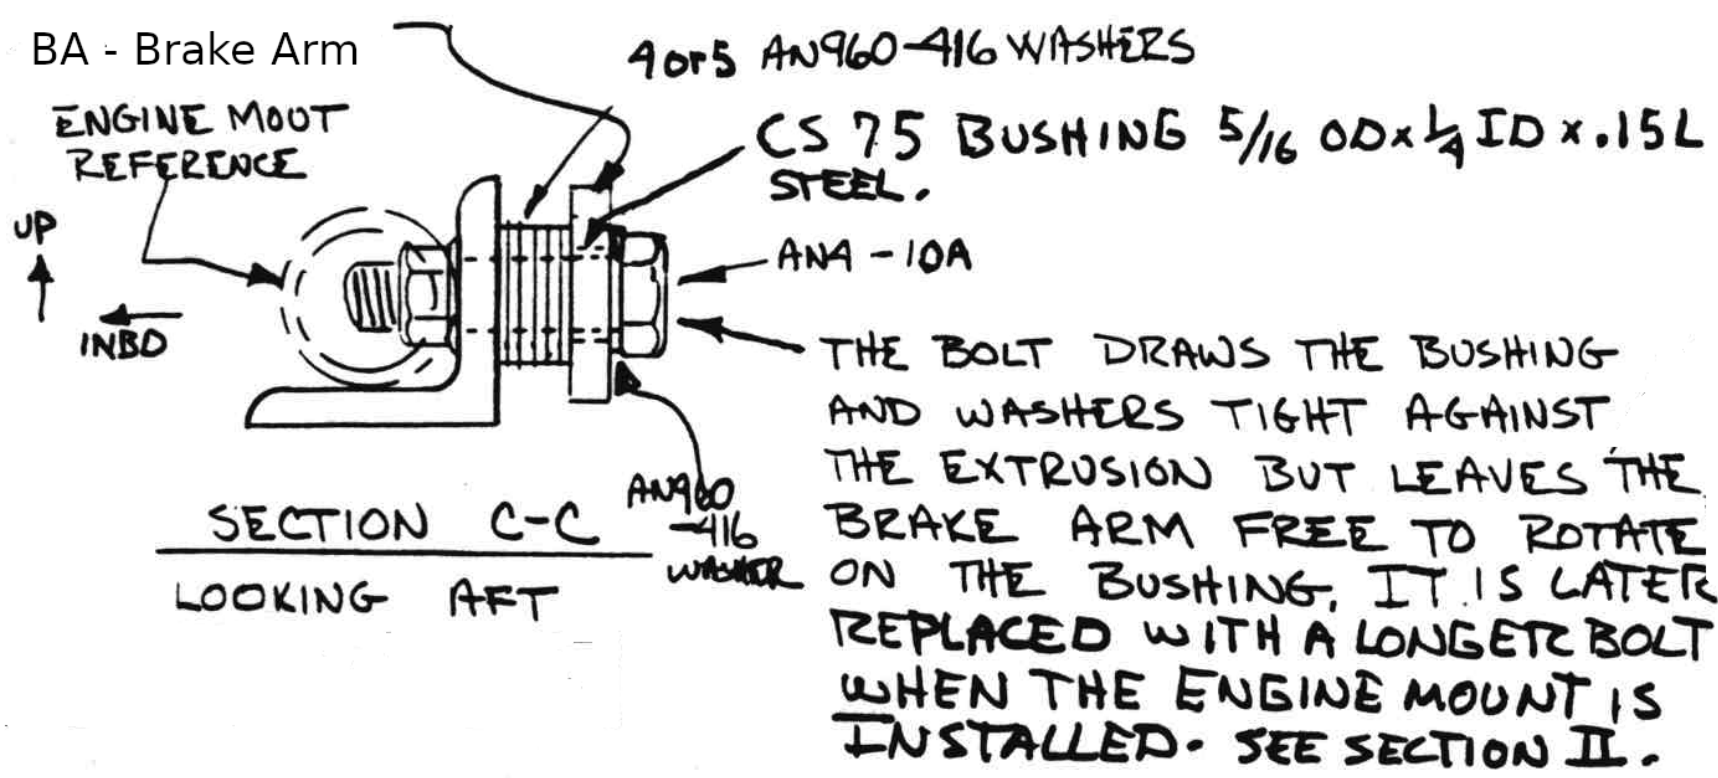 BA - Brake Arm
4 or 5 AN960-416 WASHERS
ENGINE MOUT
REFERENCE
CS 75 BUSHING 5/16 OD x 1/4 ID x .15L
STEEL.
UP
INBD
AN4-10A
THE BOLT DRAWS THE BUSHING
AND WASHERS TIGHT AGAINST
THE EXTRUSION BUT LEAVES THE
BRAKE ARM FREE TO ROTATE
ON THE BUSHING. IT IS LATER
REPLACED WITH A LONGER BOLT
WHEN THE ENGINE MOUNT IS
INSTALLED. SEE SECTION II.
AN960
-416
WASHER
SECTION C-C
LOOKING AFT